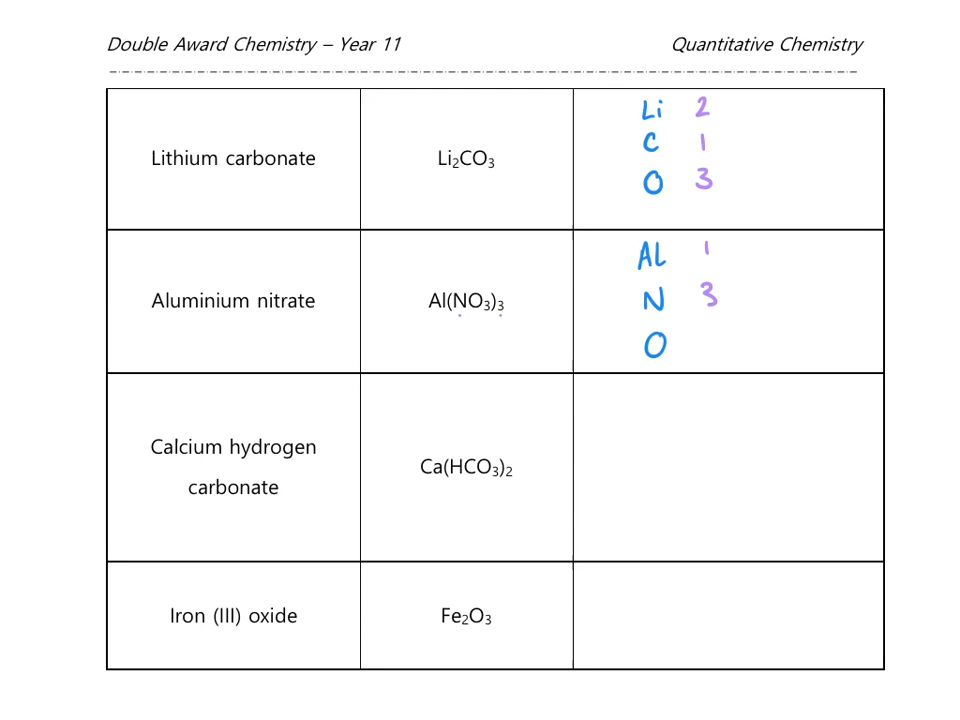 Double Award Chemistry – Year 11
Quantitative Chemistry
Lithium carbonate
Li₂CO₃
Li 2
C 1
O 3
Aluminium nitrate
Al(NO₃)₃
Al 1
N 3
O
Calcium hydrogen
carbonate
Ca(HCO₃)₂
Iron (III) oxide
Fe₂O₃